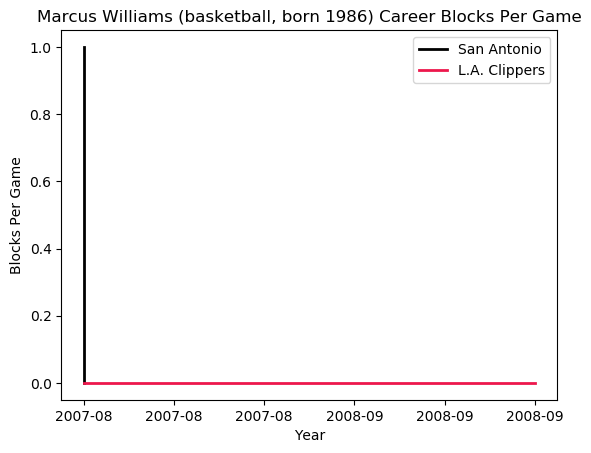 Marcus Williams (basketball, born 1986) Career Blocks Per Game
San Antonio
L.A. Clippers
1.0
0.8
0.6
0.4
0.2
0.0
Blocks Per Game
2007-08 2007-08 2007-08 2008-09 2008-09 2008-09
Year